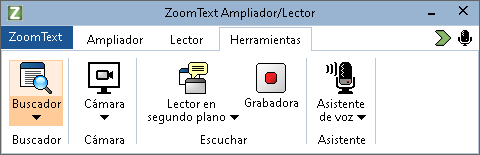 ZoomText Ampliador/Lector
ZoomText Ampliador Lector Herramientas
Buscador Cámara Lector en segundo plano Grabadora Asistente de voz
Buscador Cámara Escuchar Asistente